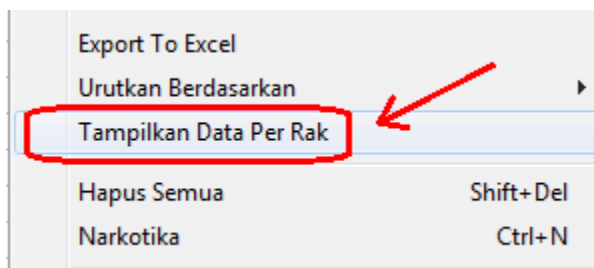 Export To Excel
Urutkan Berdasarkan
Tampilkan Data Per Rak
Hapus Semua Shift+Del
Narkotika Ctrl+N